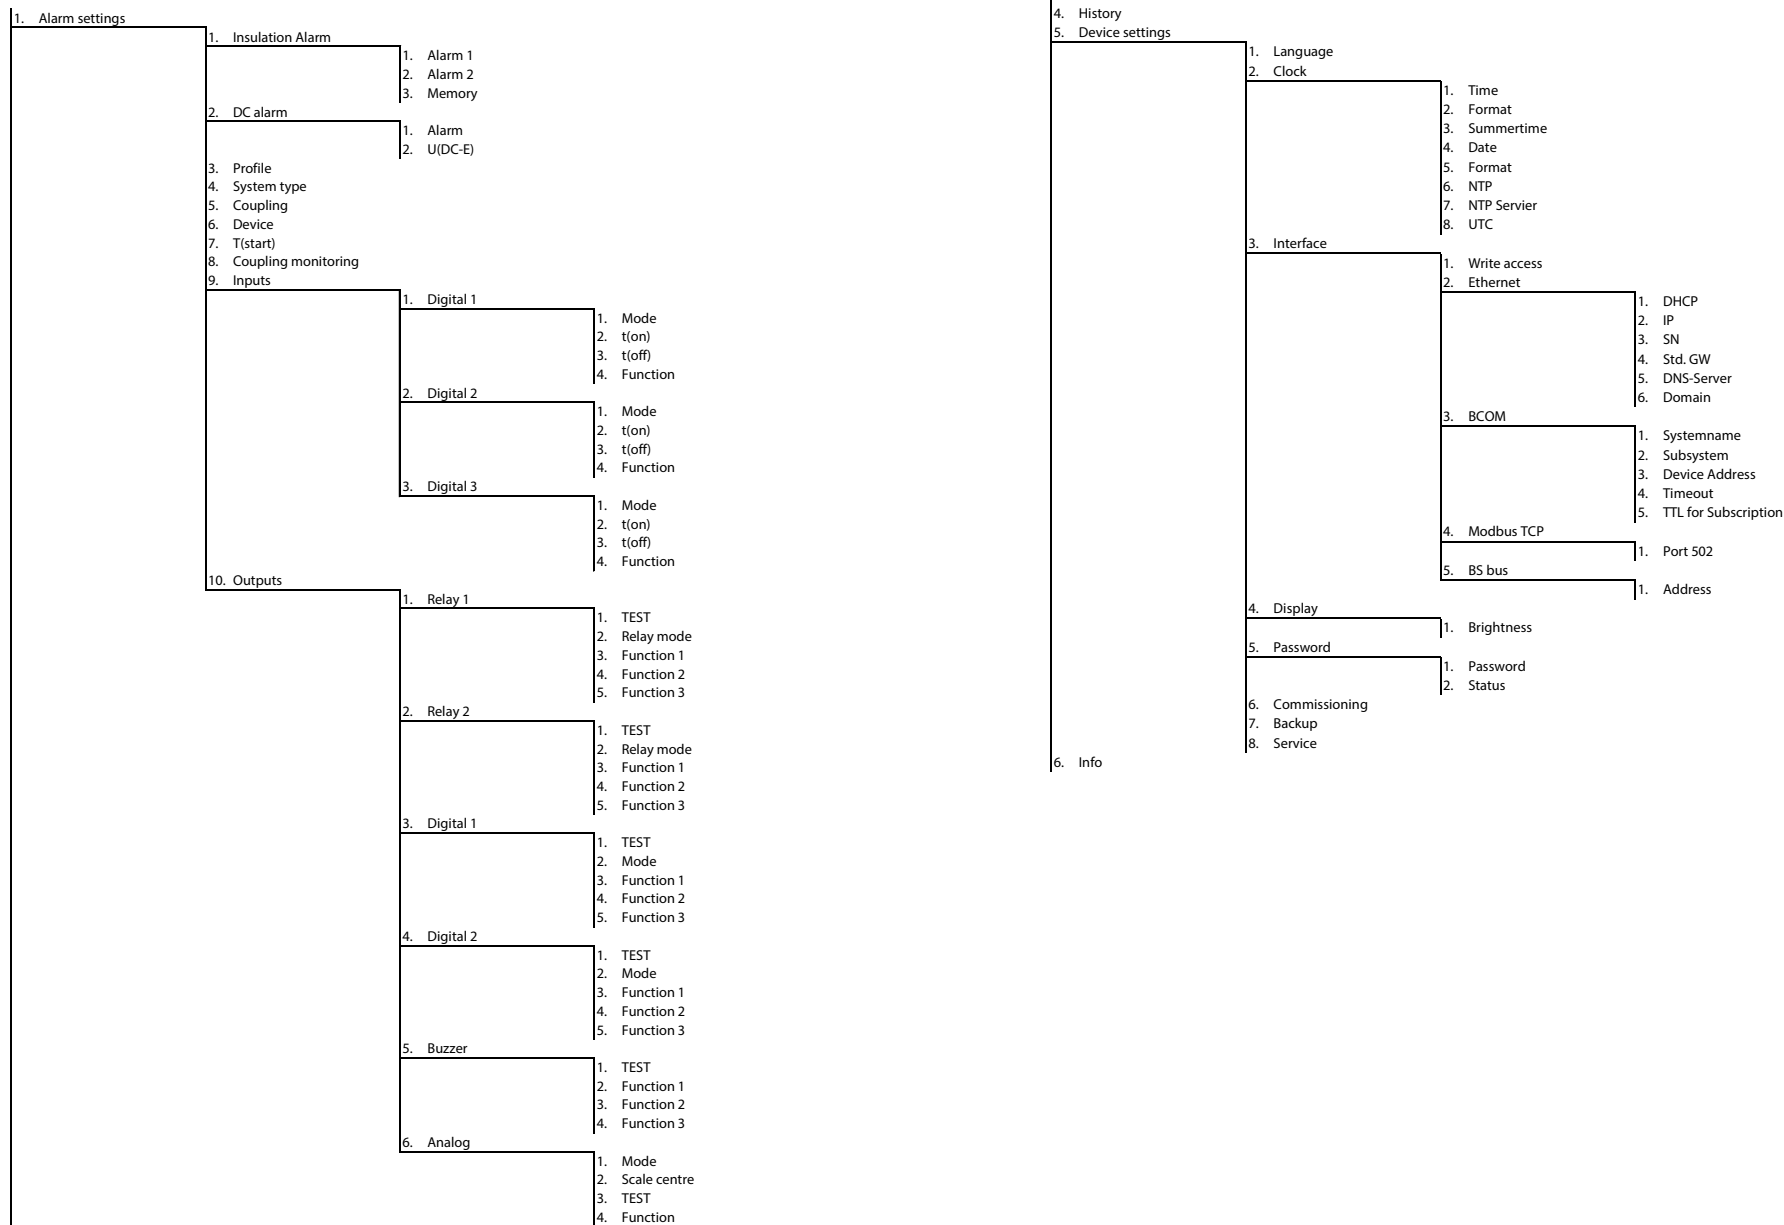 1. Alarm settings
1. Insulation Alarm
1. Alarm 1
2. Alarm 2
3. Memory
2. DC alarm
1. Alarm
2. U(DC-E)
3. Profile
4. System type
5. Coupling
6. Device
7. T(start)
8. Coupling monitoring
9. Inputs
1. Digital 1
1. Mode
2. t(on)
3. t(off)
4. Function
2. Digital 2
1. Mode
2. t(on)
3. t(off)
4. Function
3. Digital 3
1. Mode
2. t(on)
3. t(off)
4. Function
10. Outputs
1. Relay 1
1. TEST
2. Relay mode
3. Function 1
4. Function 2
5. Function 3
2. Relay 2
1. TEST
2. Relay mode
3. Function 1
4. Function 2
5. Function 3
3. Digital 1
1. TEST
2. Mode
3. Function 1
4. Function 2
5. Function 3
4. Digital 2
1. TEST
2. Mode
3. Function 1
4. Function 2
5. Function 3
5. Buzzer
1. TEST
2. Function 1
3. Function 2
4. Function 3
6. Analog
1. Mode
2. Scale centre
3. TEST
4. Function
4. History
5. Device settings
1. Language
2. Clock
1. Time
2. Format
3. Summertime
4. Date
5. Format
6. NTP
7. NTP Servier
8. UTC
3. Interface
1. Write access
2. Ethernet
1. DHCP
2. IP
3. SN
4. Std. GW
5. DNS-Server
6. Domain
3. BCOM
1. Systemname
2. Subsystem
3. Device Address
4. Timeout
5. TTL for Subscription
4. Modbus TCP
1. Port 502
5. BS bus
1. Address
4. Display
1. Brightness
5. Password
1. Password
2. Status
6. Commissioning
7. Backup
8. Service
6. Info